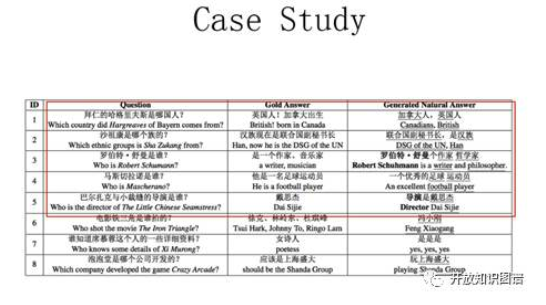 Case Study
ID Question Gold Answer Generated Natural Answer
1 拜仁的哈格里夫斯是哪国人? 英国人!加拿大出生 加拿大人,英国人
Which country did Hargreaves of Bayern comes from? British! born in Canada Canadians, British
2 沙祖康是哪个族的? 汉族现在是联合国副秘书长 联合国副秘书长,是汉族
Which ethnic groups is Sha Zukang from? Han, now he is the DSG of the UN DSG of the UN, Han
3 罗伯特·舒曼是谁? 是一个作家、音乐家 罗伯特·舒曼个作家 哲学家
Who is Robert Schumann? a writer, musician Robert Schuhmann is a writer and philosopher.
4 马斯切拉诺是谁? 他是一名足球运动员 一个优秀的足球 运动员
Who is Mascherano? He is a football player An excellent football player
5 巴尔扎克与小裁缝的导演是谁? 戴思杰 导演是戴思杰
Who is the director of The Little Chinese Seamstress? Dai Sijie Director Dai Sijie
6 电影铁三角是谁拍的? 徐克、林岭东、杜琪峰 冯小刚
Who shot the movie The Iron Triangle? Tsui Hark, Johnny To, Ringo Lam Feng Xiaogang
7 谁知道席慕蓉这个人的一些详细资料? 女诗人 是是是
Who knows some details of Xi Murong? poetess yes, yes, yes
8 泡泡堂是哪个公司开发的? 应该是上海盛大 玩上海盛大
Which company developed the game Crazy Arcade? should be the Shanda Group playing Shanda Group
开放知识图谱